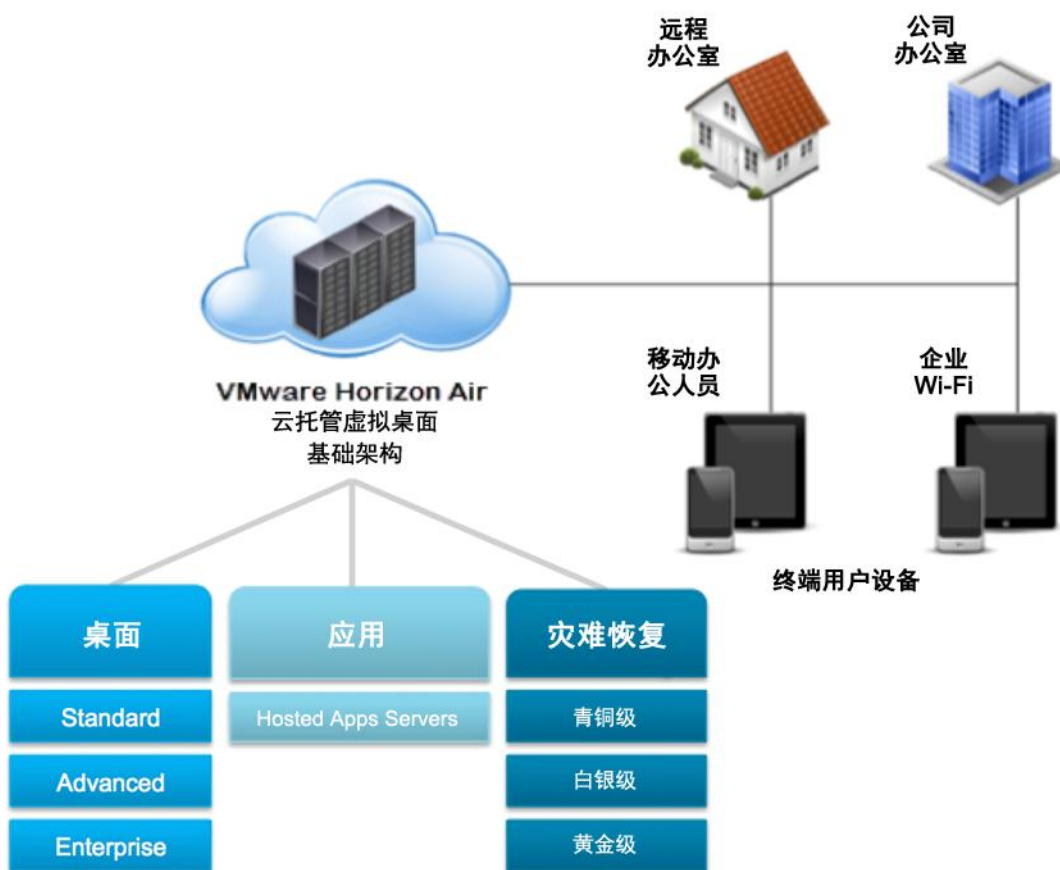 远程
办公室
公司
办公室
VMware Horizon Air
云托管虚拟桌面
基础架构
移动办
公人员
企业
Wi-Fi
终端用户设备
桌面
应用
灾难恢复
Standard
Hosted Apps Servers
青铜级
Advanced
白银级
Enterprise
黄金级